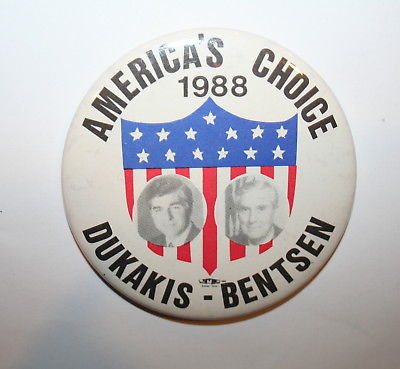 AMERICA'S CHOICE
1988
DUKAKIS - BENTSEN